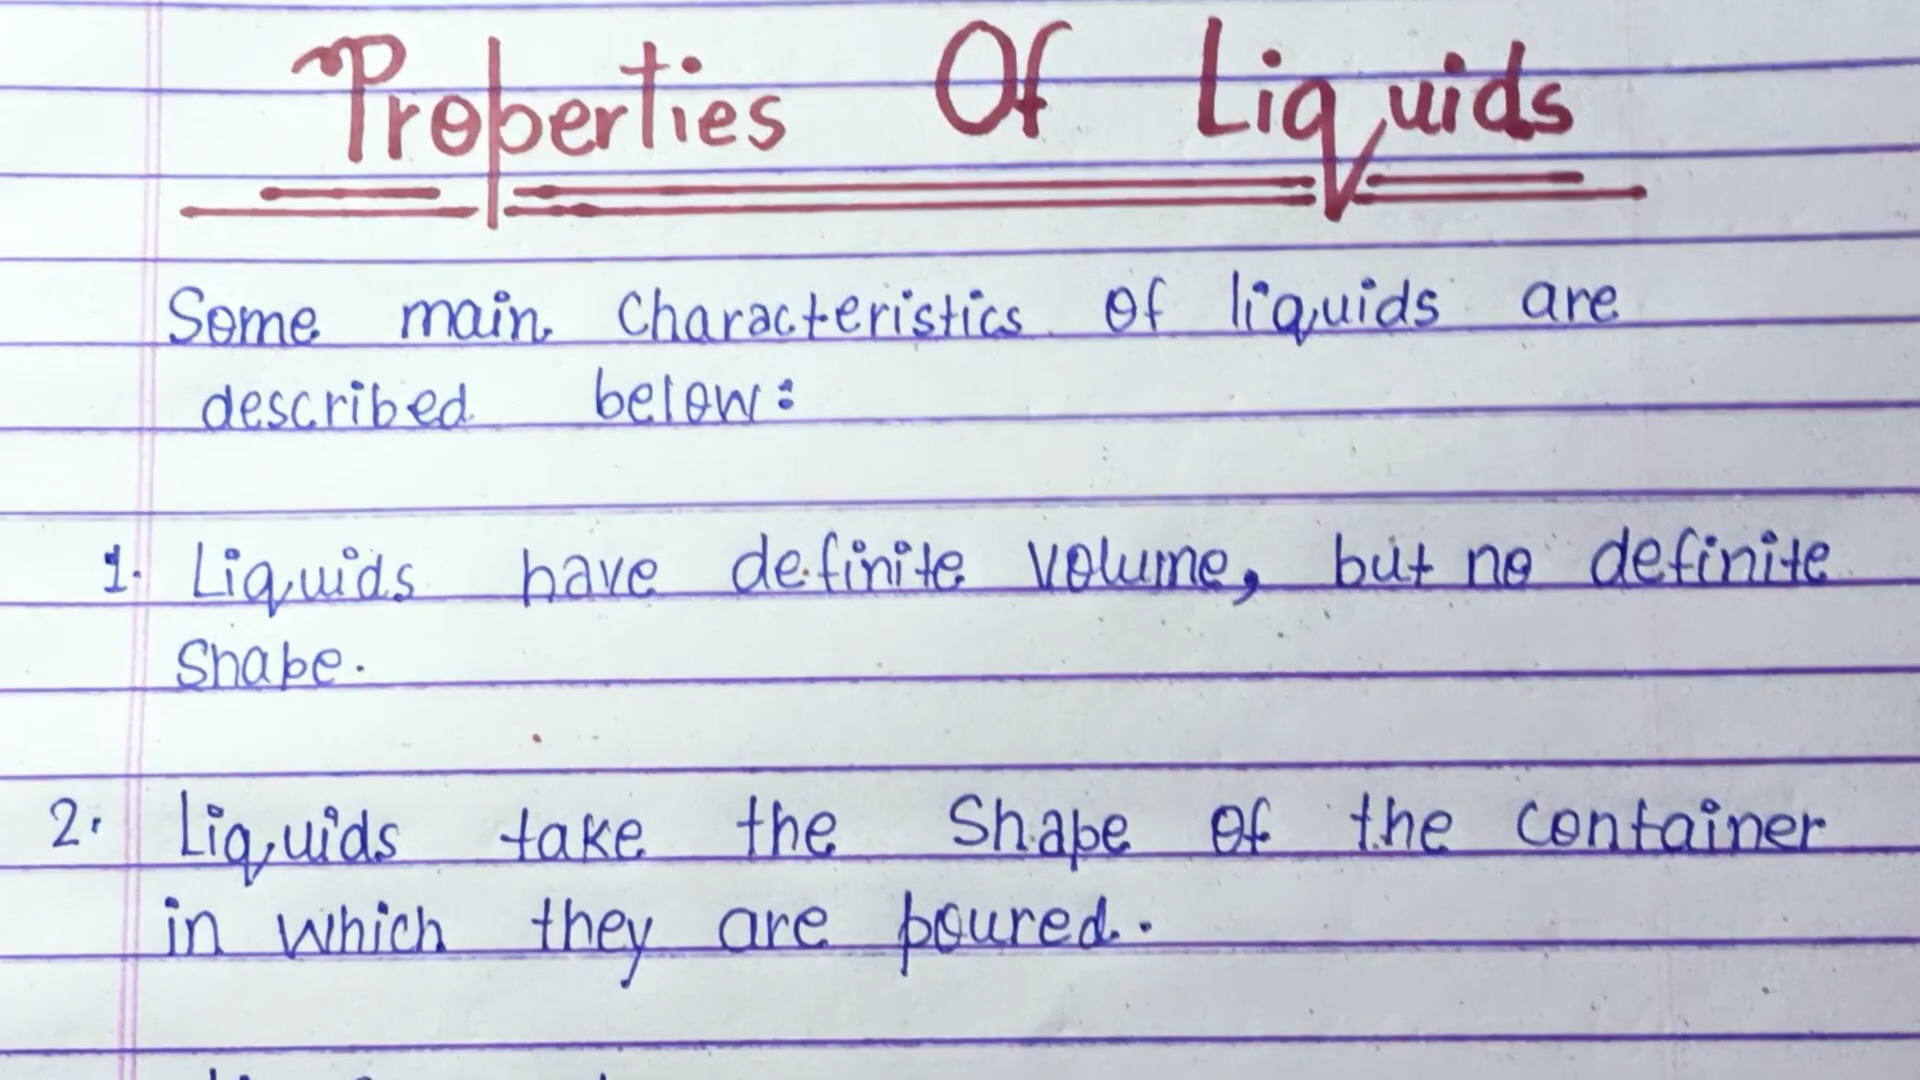 Properties Of Liquids
Some main Characteristics of liquids are
described below:
1. Liquids have definite volume, but no definite
Shape.
2. Liquids take the Shape of the container
in which they are poured.